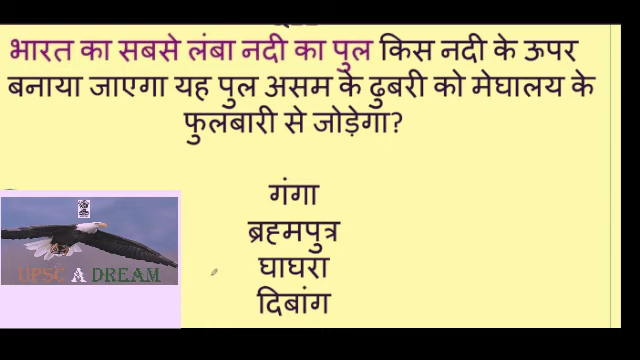 भारत का सबसे लंबा नदी का पुल किस नदी के ऊपर
बनाया जाएगा यह पुल असम के ढुबरी को मेघालय के
फुलबारी से जोड़ेगा?
गंगा
ब्रह्मपुत्र
घाघरा
दिबांग
UPSC A DREAM